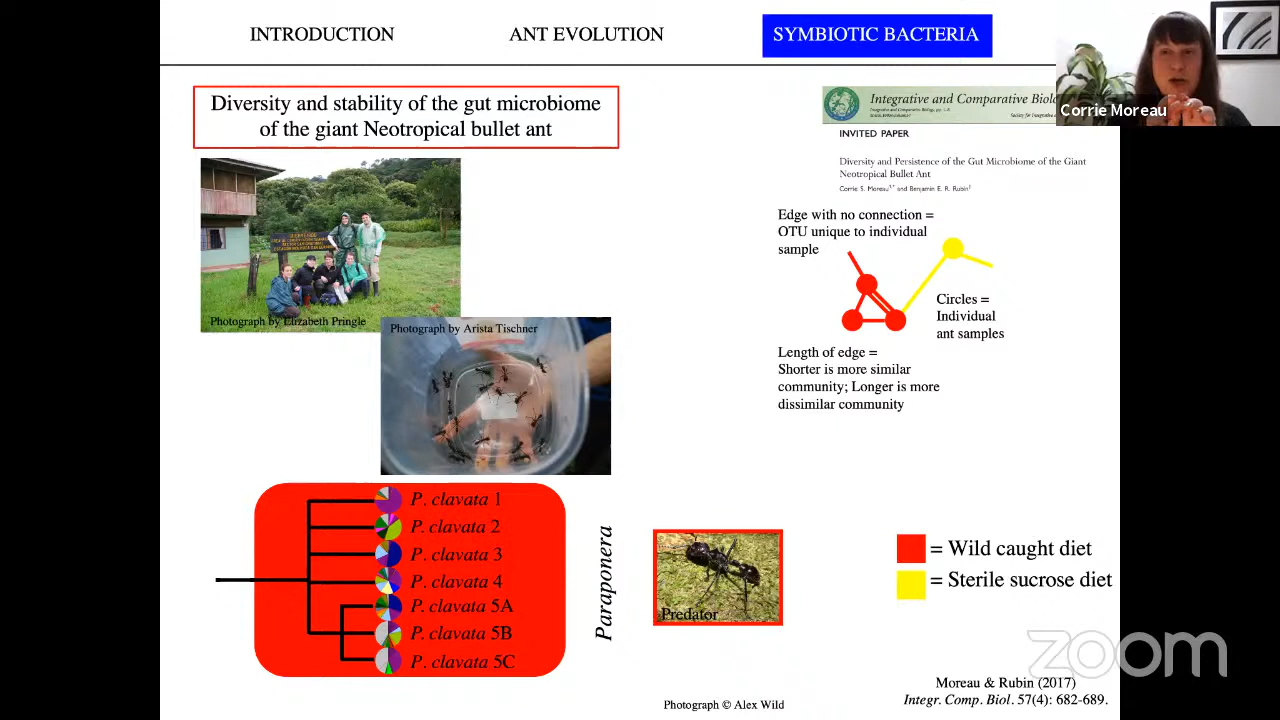 INTRODUCTION
ANT EVOLUTION
SYMBIOTIC BACTERIA
Corrie Moreau
Diversity and stability of the gut microbiome
of the giant Neotropical bullet ant
Photograph by Elizabeth Pringle
Photograph by Arista Tischner
Integrative and Comparative Biolo
INVITED PAPER
Diversity and Persistence of the Gut Microbiome of the Giant
Neotropical Bullet Ant
Corrie S. Moreau and Benjamin E. R. Rubin
Edge with no connection =
OTU unique to individual
sample
Circles =
Individual
ant samples
Length of edge =
Shorter is more similar
community; Longer is more
dissimilar community
P. clavata 1
P. clavata 2
P. clavata 3
P. clavata 4
P. clavata 5A
P. clavata 5B
P. clavata 5C
Paraponera
Predator
= Wild caught diet
= Sterile sucrose diet
zoom
Photograph © Alex Wild
Moreau & Rubin (2017)
Integr. Comp. Biol. 57(4): 682-689.